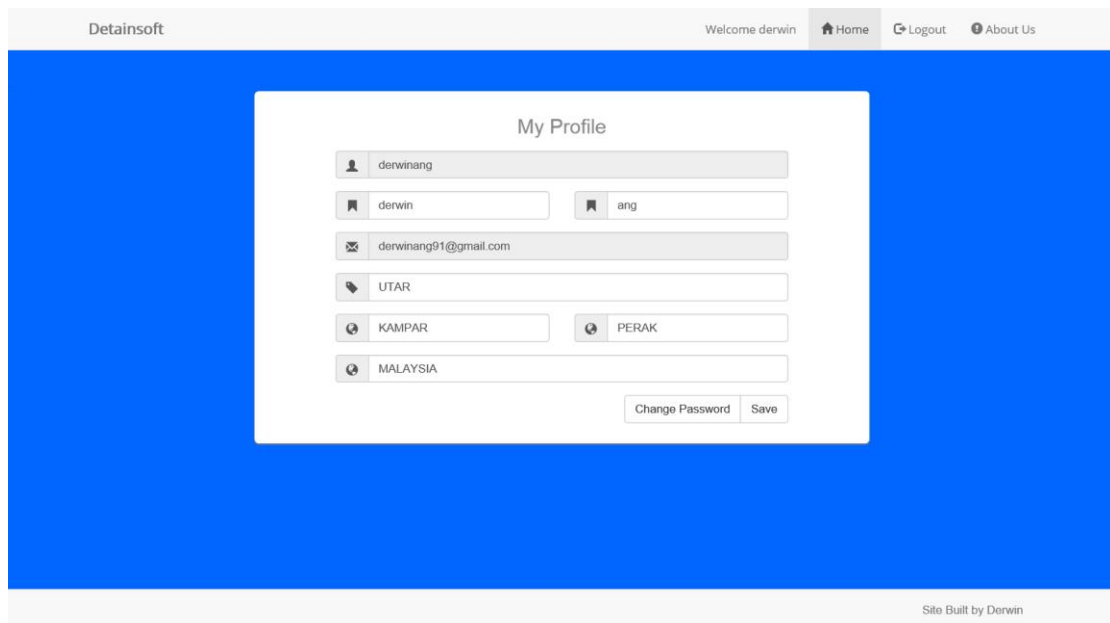 Detainsoft Welcome derwin Home Logout About Us
My Profile
derwinang
derwin ang
derwinang91@gmail.com
UTAR
KAMPAR PERAK
MALAYSIA
Change Password Save
Site Built by Derwin